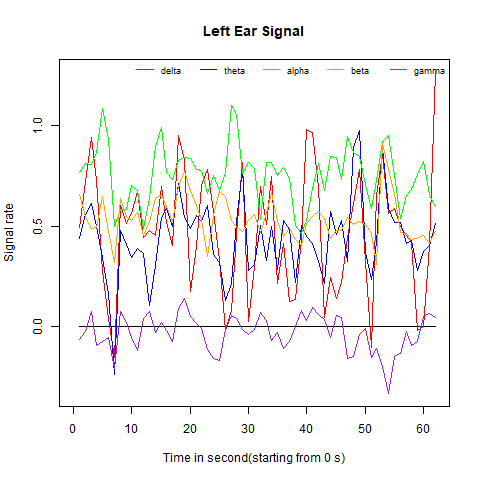 Left Ear Signal
delta theta alpha beta gamma
Signal rate
1.0
0.5
0.0
0 10 20 30 40 50 60
Time in second(starting from 0 s)